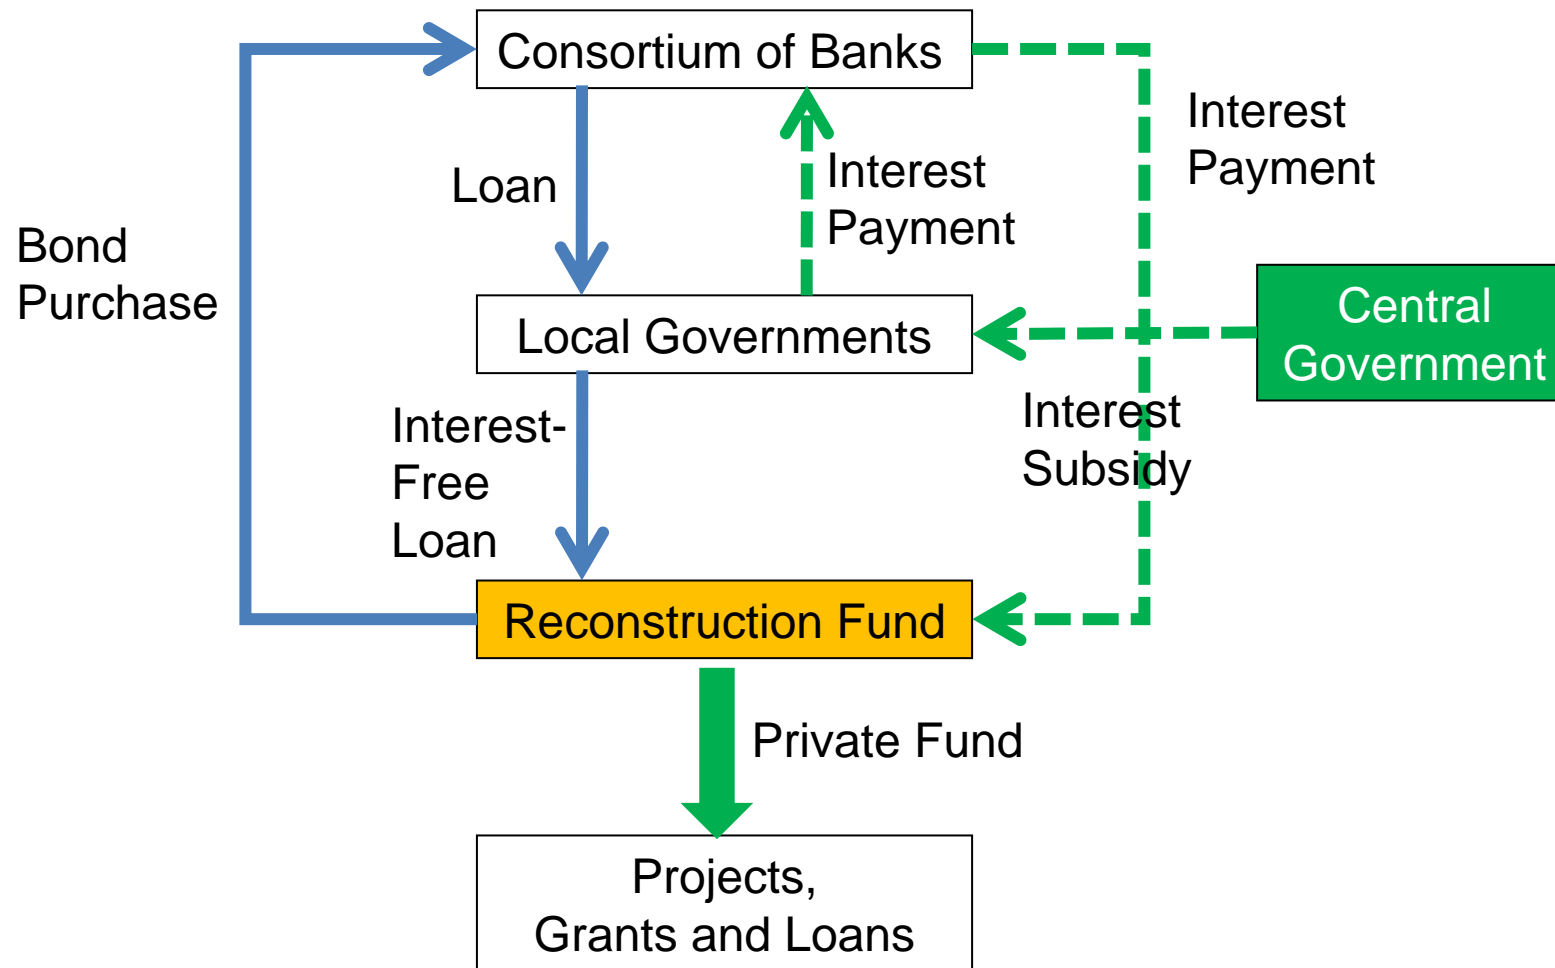 Consortium of Banks
Interest
Payment
Loan
Interest
Payment
Bond
Purchase
Local Governments
Central
Government
Interest-
Free
Loan
Interest
Subsidy
Reconstruction Fund
Private Fund
Projects,
Grants and Loans